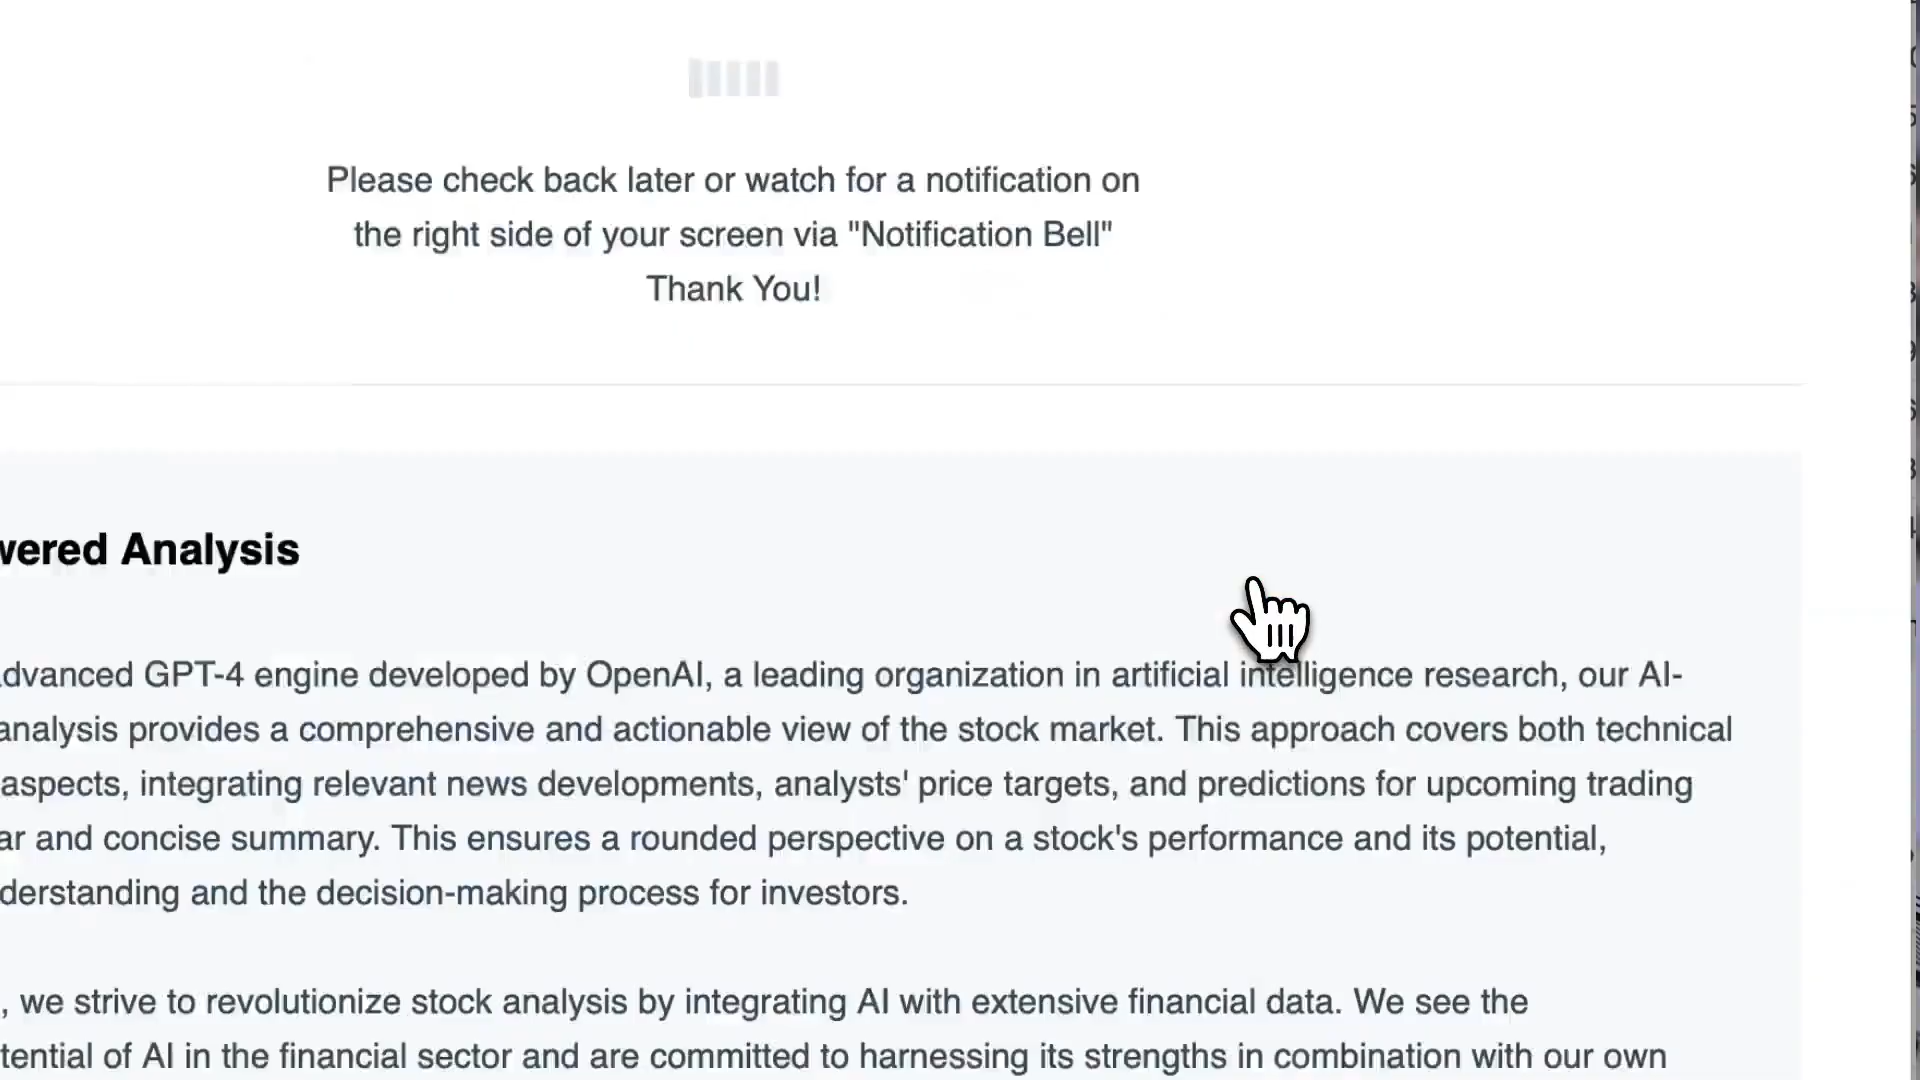 Please check back later or watch for a notification on
the right side of your screen via "Notification Bell"
Thank You!
wered Analysis
dvanced GPT-4 engine developed by OpenAI, a leading organization in artificial intelligence research, our AI-
analysis provides a comprehensive and actionable view of the stock market. This approach covers both technical
aspects, integrating relevant news developments, analysts' price targets, and predictions for upcoming trading
ar and concise summary. This ensures a rounded perspective on a stock's performance and its potential,
derstanding and the decision-making process for investors.
, we strive to revolutionize stock analysis by integrating AI with extensive financial data. We see the
tential of AI in the financial sector and are committed to harnessing its strengths in combination with our own